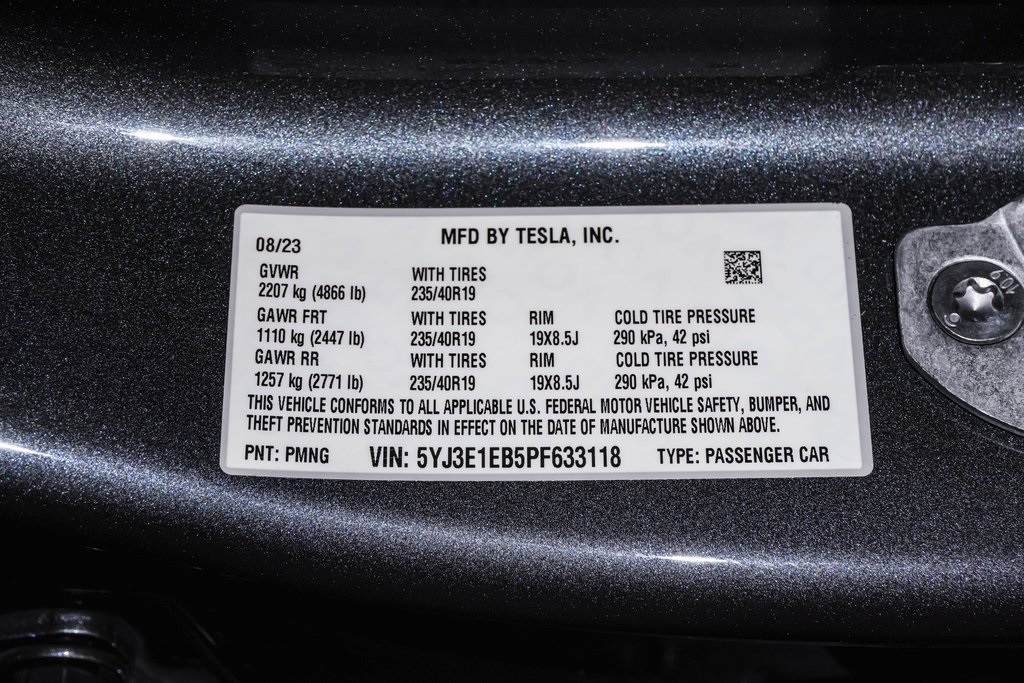 MFD BY TESLA, INC.
08/23
GVWR WITH TIRES
2207 kg (4866 lb) 235/40R19
GAWR FRT WITH TIRES RIM COLD TIRE PRESSURE
1110 kg (2447 lb) 235/40R19 19X8.5J 290 kPa, 42 psi
GAWR RR WITH TIRES RIM COLD TIRE PRESSURE
1257 kg (2771 lb) 235/40R19 19X8.5J 290 kPa, 42 psi
THIS VEHICLE CONFORMS TO ALL APPLICABLE U.S. FEDERAL MOTOR VEHICLE SAFETY, BUMPER, AND
THEFT PREVENTION STANDARDS IN EFFECT ON THE DATE OF MANUFACTURE SHOWN ABOVE.
PNT: PMNG VIN: 5YJ3E1EB5PF633118 TYPE: PASSENGER CAR